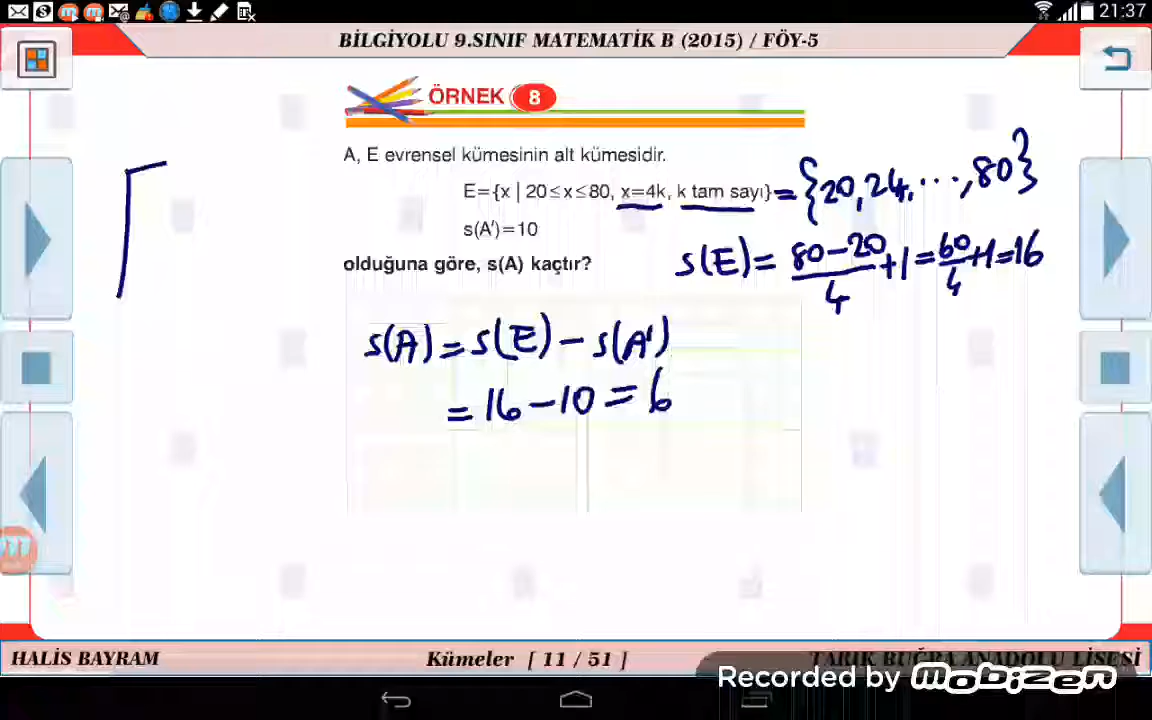 21:37
BİLGİYOLU 9.SINIF MATEMATİK B (2015) / FÖY-5
ÖRNEK 8
A, E evrensel kümesinin alt kümesidir.
E={x | 20≤x≤80, x=4k, k tam sayı} = {20,24,...,80}
s(A')=10
s(E) = (80-20)/4 + 1 = 60/4 + 1 = 16
olduğuna göre, s(A) kaçtır?
s(A) = s(E) - s(A')
= 16 - 10 = 6
HALİS BAYRAM
Kümeler [ 11 / 51 ]
TARIK BUĞRA ANADOLU LİSESİ
Recorded by mobizen